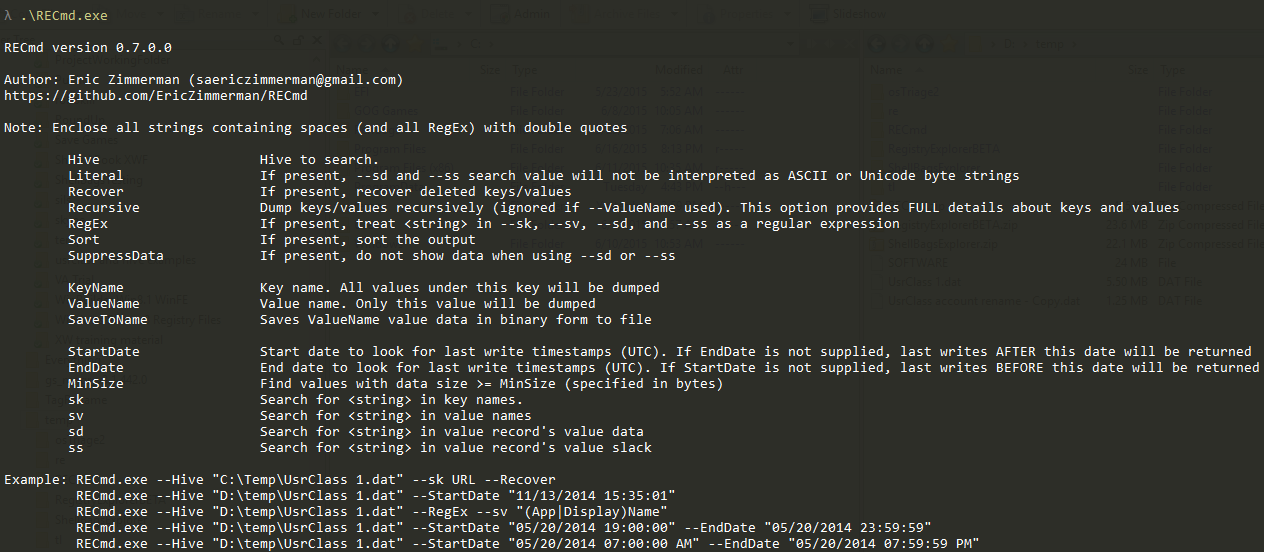 λ .\RECmd.exe
RECmd version 0.7.0.0
Author: Eric Zimmerman (saericzimmerman@gmail.com)
https://github.com/EricZimmerman/RECmd
Note: Enclose all strings containing spaces (and all RegEx) with double quotes
Hive Hive to search.
Literal If present, --sd and --ss search value will not be interpreted as ASCII or Unicode byte strings
Recover If present, recover deleted keys/values
Recursive Dump keys/values recursively (ignored if --ValueName used). This option provides FULL details about keys and values
RegEx If present, treat <string> in --sk, --sv, --sd, and --ss as a regular expression
Sort If present, sort the output
SuppressData If present, do not show data when using --sd or --ss
KeyName Key name. All values under this key will be dumped
ValueName Value name. Only this value will be dumped
SaveToName Saves ValueName value data in binary form to file
StartDate Start date to look for last write timestamps (UTC). If EndDate is not supplied, last writes AFTER this date will be returned
EndDate End date to look for last write timestamps (UTC). If StartDate is not supplied, last writes BEFORE this date will be returned
MinSize Find values with data size >= MinSize (specified in bytes)
sk Search for <string> in key names.
sv Search for <string> in value names
sd Search for <string> in value record's value data
ss Search for <string> in value record's value slack
Example: RECmd.exe --Hive "C:\Temp\UsrClass 1.dat" --sk URL --Recover
RECmd.exe --Hive "D:\temp\UsrClass 1.dat" --StartDate "11/13/2014 15:35:01"
RECmd.exe --Hive "D:\temp\UsrClass 1.dat" --RegEx --sv "(App|Display)Name"
RECmd.exe --Hive "D:\temp\UsrClass 1.dat" --StartDate "05/20/2014 19:00:00" --EndDate "05/20/2014 23:59:59"
RECmd.exe --Hive "D:\temp\UsrClass 1.dat" --StartDate "05/20/2014 07:00:00 AM" --EndDate "05/20/2014 07:59:59 PM"